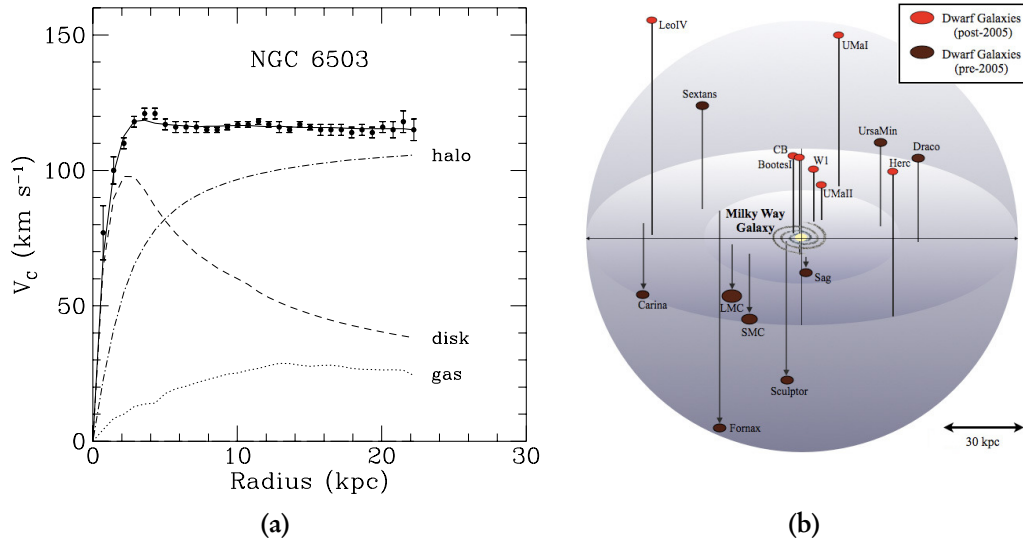 NGC 6503
150
100
50
0
V_c (km s⁻¹)
halo
disk
gas
0
10
20
30
Radius (kpc)
(a)
Dwarf Galaxies
(post-2005)
Dwarf Galaxies
(pre-2005)
LeoIV
UMaI
Sextans
UrsaMin
Draco
CB
BootesI
W1
Herc
UMaII
Milky Way
Galaxy
Sag
Carina
LMC
SMC
Sculptor
Fornax
30 kpc
(b)